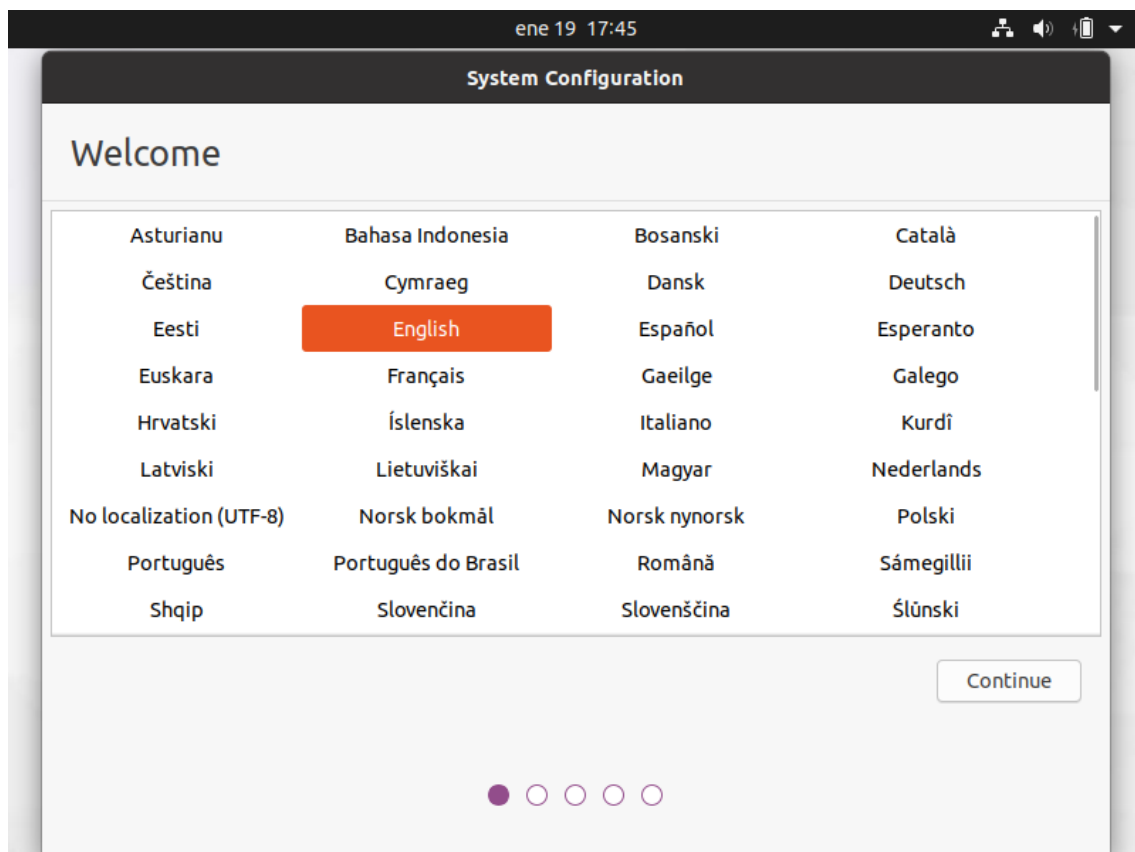 ene 19 17:45
System Configuration
Welcome
Asturianu Bahasa Indonesia Bosanski Català
Čeština Cymraeg Dansk Deutsch
Eesti English Español Esperanto
Euskara Français Gaeilge Galego
Hrvatski Íslenska Italiano Kurdî
Latviski Lietuviškai Magyar Nederlands
No localization (UTF-8) Norsk bokmål Norsk nynorsk Polski
Português Português do Brasil Română Sámegillii
Shqip Slovenčina Slovenščina Ślůnski
Continue